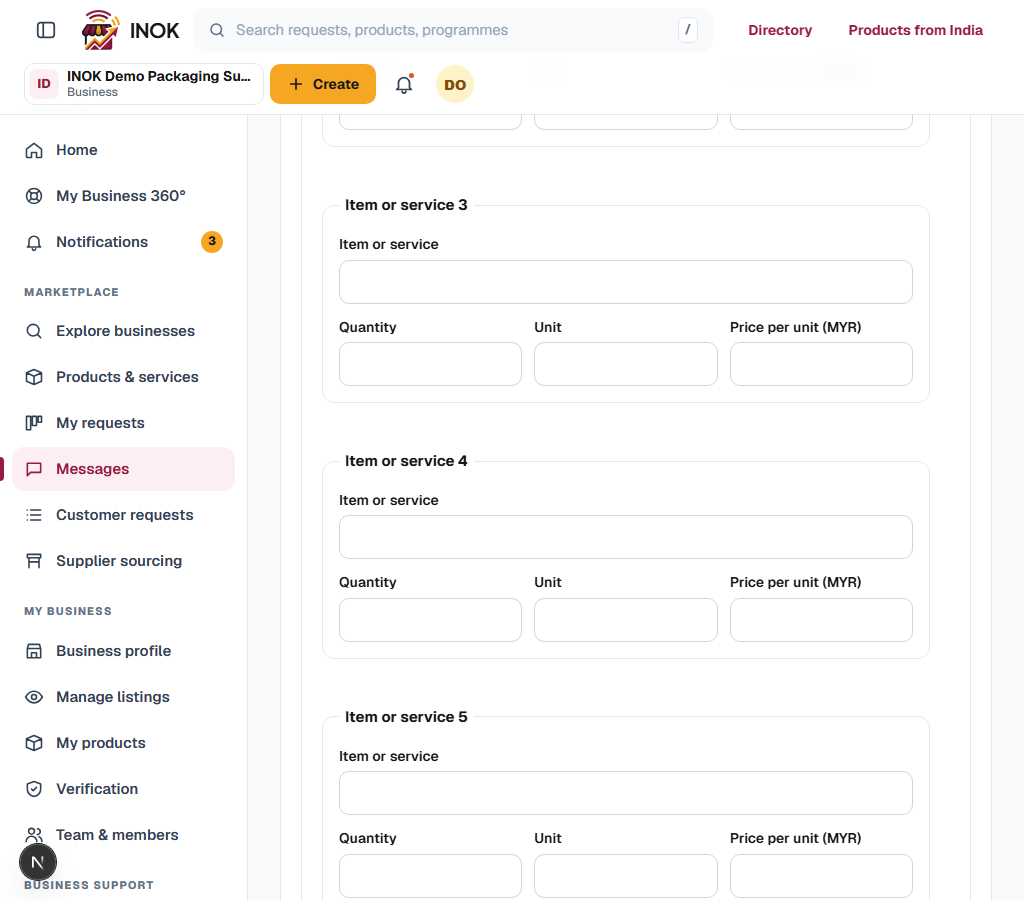 INOK
Search requests, products, programmes
/
Directory
Products from India
ID
INOK Demo Packaging Su...
Business
+ Create
DO
Home
My Business 360°
Notifications
3
MARKETPLACE
Explore businesses
Products & services
My requests
Messages
Customer requests
Supplier sourcing
MY BUSINESS
Business profile
Manage listings
My products
Verification
Team & members
N
BUSINESS SUPPORT
Item or service 3
Item or service
Quantity
Unit
Price per unit (MYR)
Item or service 4
Item or service
Quantity
Unit
Price per unit (MYR)
Item or service 5
Item or service
Quantity
Unit
Price per unit (MYR)